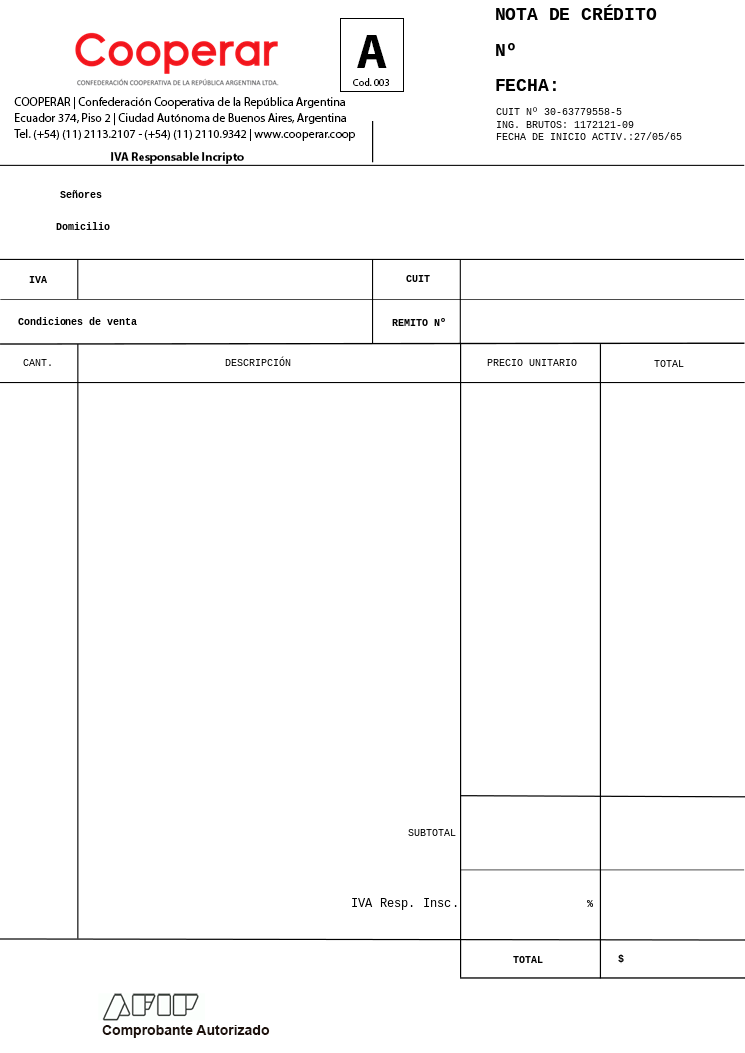 NOTA DE CRÉDITO
Cooperar
A
Nº
CONFEDERACIÓN COOPERATIVA DE LA REPÚBLICA ARGENTINA LTDA.
Cod. 003
FECHA:
COOPERAR | Confederación Cooperativa de la República Argentina
Ecuador 374, Piso 2 | Ciudad Autónoma de Buenos Aires, Argentina
Tel. (+54) (11) 2113.2107 - (+54) (11) 2110.9342 | www.cooperar.coop
IVA Responsable Incripto
CUIT Nº 30-63779558-5
ING. BRUTOS: 1172121-09
FECHA DE INICIO ACTIV.:27/05/65
Señores
Domicilio
IVA CUIT
Condiciones de venta REMITO Nº
CANT. DESCRIPCIÓN PRECIO UNITARIO TOTAL
SUBTOTAL
IVA Resp. Insc. %
TOTAL $
AFIP
Comprobante Autorizado